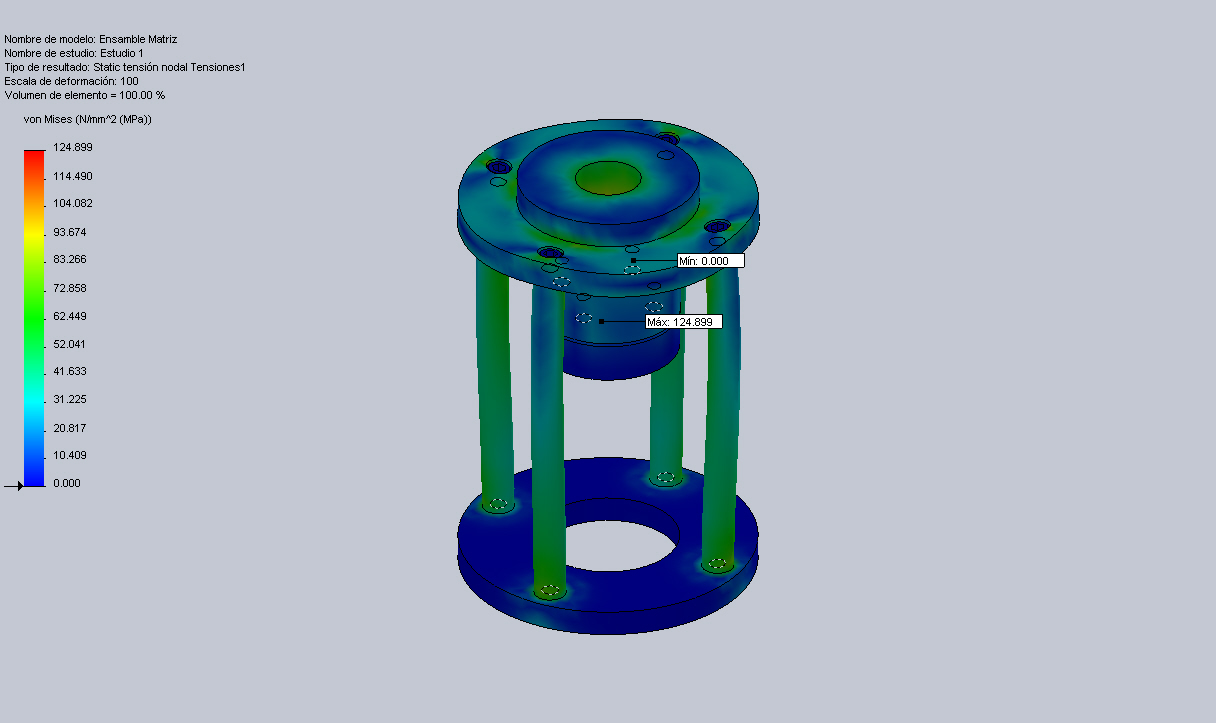 Nombre de modelo: Ensamble Matriz
Nombre de estudio: Estudio 1
Tipo de resultado: Static tensión nodal Tensiones1
Escala de deformación: 100
Volumen de elemento = 100.00 %
von Mises (N/mm^2 (MPa))
124.899
114.490
104.082
93.674
83.266
72.858
62.449
52.041
41.633
31.225
20.817
10.409
0.000
Mín: 0.000
Máx: 124.899